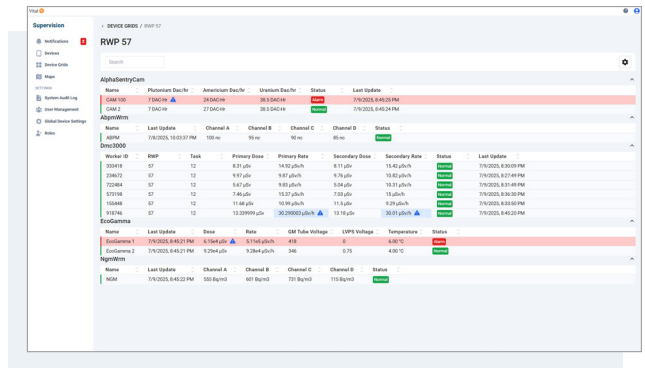 Vital
Supervision
Notifications
Devices
Device Grids
Maps
SETTINGS
System Audit Log
User Management
Global Device Settings
Roles
DEVICE GRIDS / RWP 57
RWP 57
Search
AlphaSentryCam
Name Plutonium Dac/hr Americium Dac/hr Uranium Dac/hr Status Last Update
CAM 100 7 DAC-Hr 24 DAC-Hr 38.5 DAC-Hr Alarm 7/9/2025, 8:45:25 PM
CAM 2 7 DAC-Hr 27 DAC-Hr 38.5 DAC-Hr Normal 7/9/2025, 8:45:24 PM
AbpmWrm
Name Last Update Channel A Channel B Channel C Channel D Status
ABPM 7/8/2025, 10:03:37 PM 100 nc 95 nc 90 nc 85 nc Normal
Dmc3000
Worker ID RWP Task Primary Dose Primary Rate Secondary Dose Secondary Rate Status Last Update
333418 57 12 8.31 μSv 14.92 μSv/h 8.11 μSv 15.42 μSv/h Normal 7/9/2025, 8:30:09 PM
234672 57 12 9.97 μSv 9.87 μSv/h 9.76 μSv 10.82 μSv/h Normal 7/9/2025, 8:27:49 PM
722484 57 12 5.67 μSv 9.83 μSv/h 5.04 μSv 10.31 μSv/h Normal 7/9/2025, 8:31:49 PM
573198 57 12 7.46 μSv 15.37 μSv/h 7.03 μSv 15 μSv/h Normal 7/9/2025, 8:36:30 PM
155448 57 12 11.66 μSv 10.99 μSv/h 11.5 μSv 9.29 μSv/h Normal 7/9/2025, 8:33:50 PM
918746 57 12 13.339999 μSv 30.290003 μSv/h 13.18 μSv 30.01 μSv/h Normal 7/9/2025, 8:45:20 PM
EcoGamma
Name Last Update Dose Rate GM Tube Voltage LVPS Voltage Temperature Status
EcoGamma 1 7/9/2025, 8:45:21 PM 6.15e4 μSv 5.11e5 μSv/h 418 0 6.00 °C Alarm
EcoGamma 2 7/9/2025, 8:45:21 PM 9.29e4 μSv 9.28e4 μSv/h 346 0.75 4.00 °C Normal
NgmWrm
Name Last Update Channel A Channel B Channel C Channel D Status
NGM 7/9/2025, 8:45:22 PM 553 Bq/m3 601 Bq/m3 731 Bq/m3 115 Bq/m3 Normal